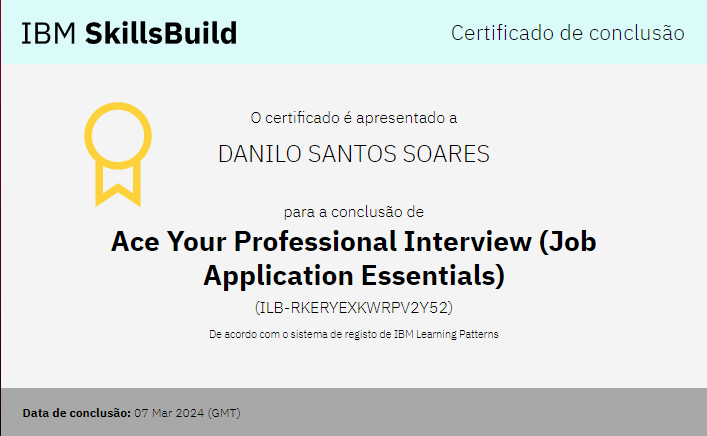 IBM SkillsBuild
Certificado de conclusão
O certificado é apresentado a
DANILO SANTOS SOARES
para a conclusão de
Ace Your Professional Interview (Job
Application Essentials)
(ILB-RKERYEXKWRPV2Y52)
De acordo com o sistema de registo de IBM Learning Patterns
Data de conclusão: 07 Mar 2024 (GMT)